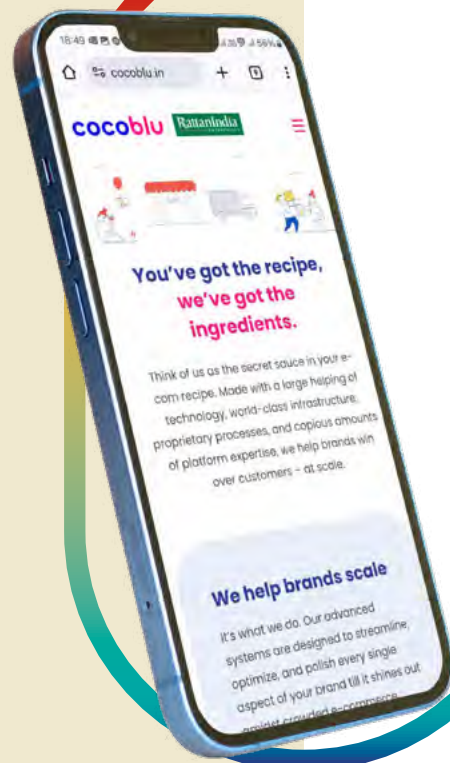 18:49
cocoblu.in
cocoblu RattanIndia
You've got the recipe,
we've got the
ingredients.
Think of us as the secret sauce in your e-
com recipe. Made with a large helping of
technology, world-class infrastructure,
proprietary processes, and copious amounts
of platform expertise, we help brands win
over customers – at scale.
We help brands scale
It's what we do. Our advanced
systems are designed to streamline,
optimize, and polish every single
aspect of your brand till it shines out
amidst crowded e-commerce